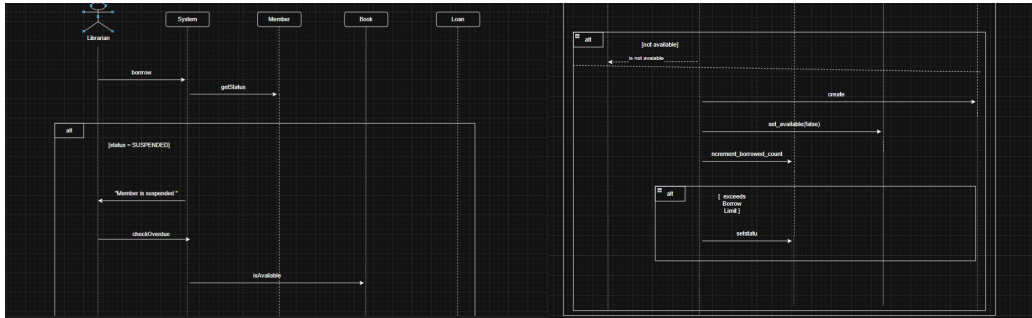 System
Member
Book
Loan
Librarian
borrow
getStatus
alt
[status = SUSPENDED]
"Member is suspended "
checkOverdue
isAvailable
alt
[not available]
is not avaiable
create
set_available(false)
ncrement_borrowed_count
alt
[ exceeds
Borrow
Limit ]
setstatu